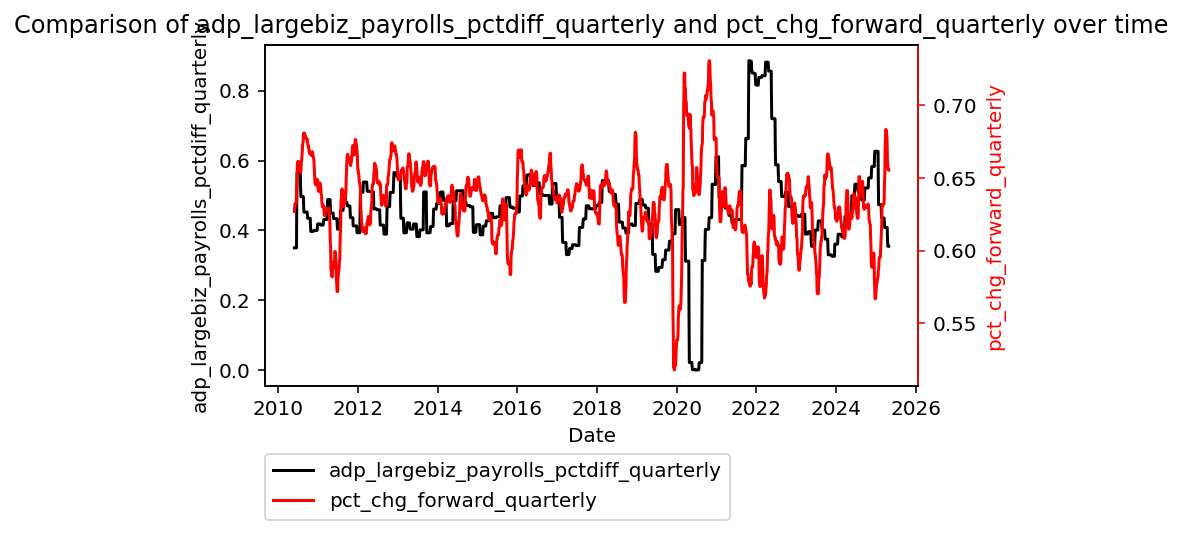 Comparison of adp_largebiz_payrolls_pctdiff_quarterly and pct_chg_forward_quarterly over time
adp_largebiz_payrolls_pctdiff_quarterly
0.8
0.6
0.4
0.2
0.0
0.70
0.65
0.60
0.55
pct_chg_forward_quarterly
2010 2012 2014 2016 2018 2020 2022 2024 2026
Date
adp_largebiz_payrolls_pctdiff_quarterly
pct_chg_forward_quarterly